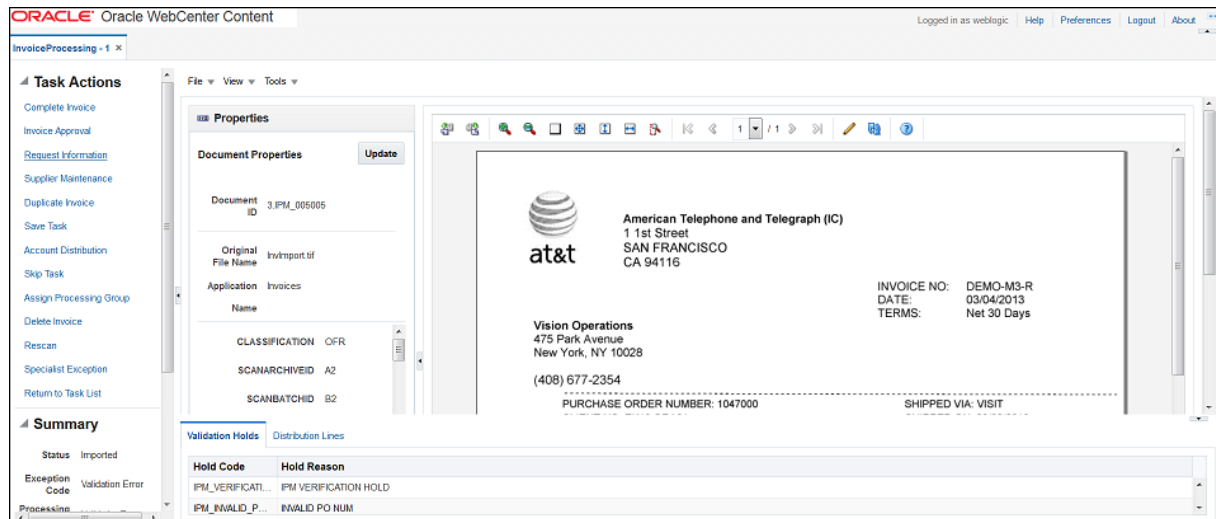 ORACLE® Oracle WebCenter Content
Logged in as weblogic Help Preferences Logout About
InvoiceProcessing - 1
Task Actions
Complete Invoice
Invoice Approval
Request Information
Supplier Maintenance
Duplicate Invoice
Save Task
Account Distribution
Skip Task
Assign Processing Group
Delete Invoice
Rescan
Specialist Exception
Return to Task List
Summary
Status Imported
Exception Code Validation Error
Processing
File View Tools
Properties
Document Properties Update
Document ID 3.IPM_005005
Original File Name InvImport.tif
Application Name Invoices
CLASSIFICATION OFR
SCANARCHIVEID A2
SCANBATCHID B2
1 / 1
at&t
American Telephone and Telegraph (IC)
1 1st Street
SAN FRANCISCO
CA 94116
INVOICE NO: DEMO-M3-R
DATE: 03/04/2013
TERMS: Net 30 Days
Vision Operations
475 Park Avenue
New York, NY 10028
(408) 677-2354
PURCHASE ORDER NUMBER: 1047000 SHIPPED VIA: VISIT
Validation Holds Distribution Lines
Hold Code Hold Reason
IPM_VERIFICATI... IPM VERIFICATION HOLD
IPM_INVALID_P... INVALID PO NUM